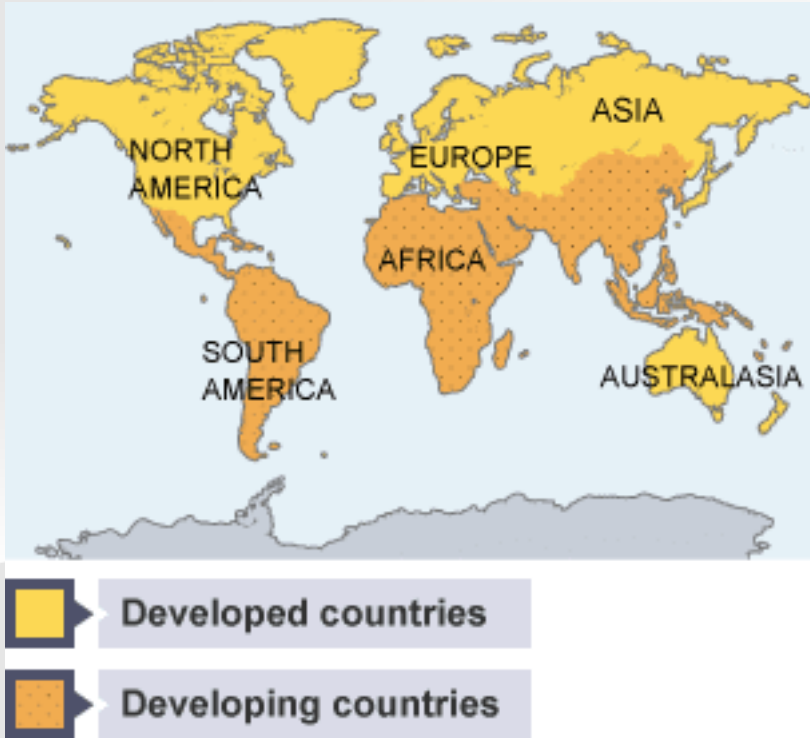 ASIA
NORTH
AMERICA
EUROPE
AFRICA
SOUTH
AMERICA
AUSTRALASIA
Developed countries
Developing countries